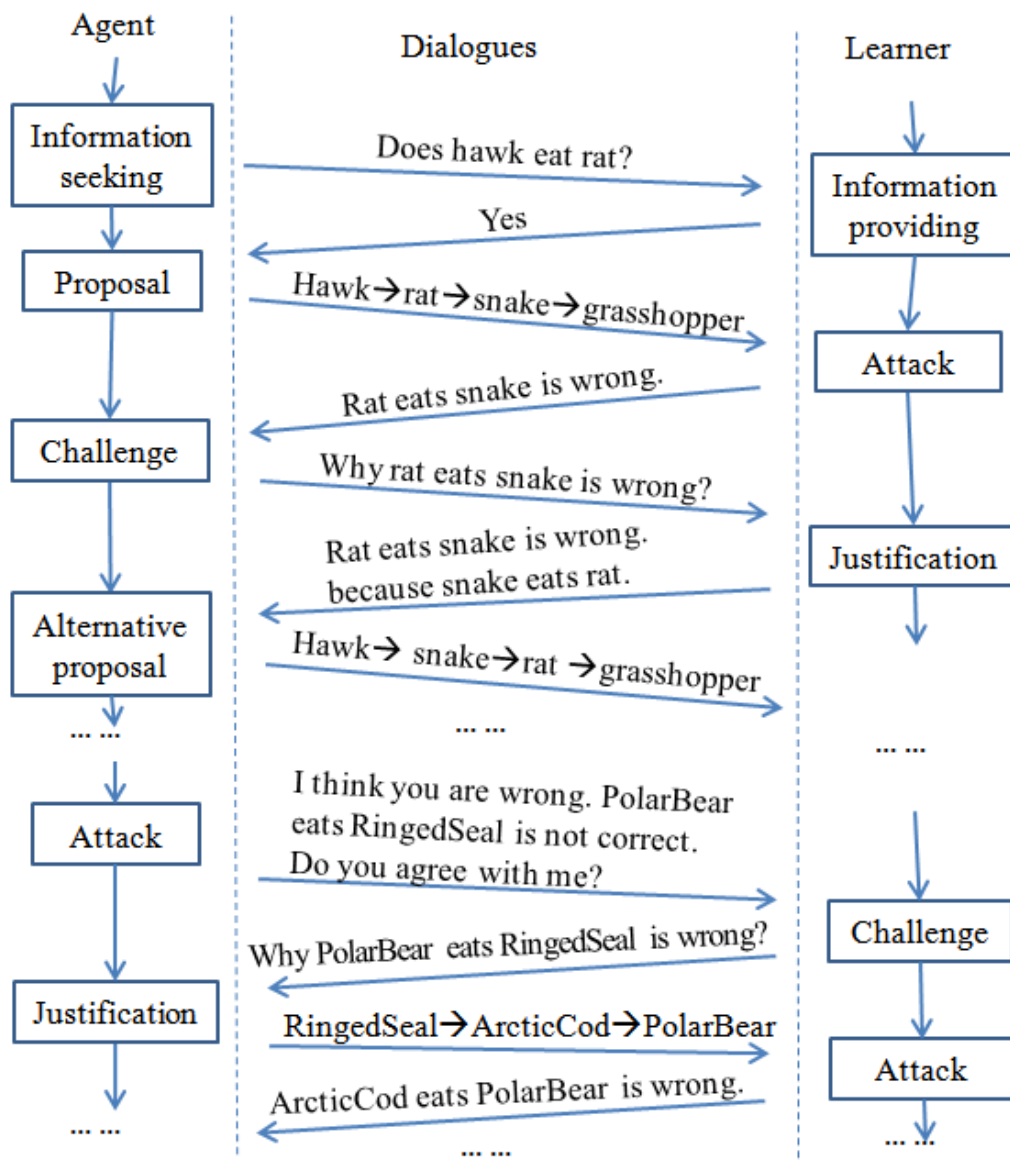 Agent
Dialogues
Learner
Information
seeking
Does hawk eat rat?
Information
providing
Yes
Proposal
Hawk→rat→snake→grasshopper
Attack
Rat eats snake is wrong.
Challenge
Why rat eats snake is wrong?
Justification
Rat eats snake is wrong.
because snake eats rat.
Alternative
proposal
Hawk→ snake→rat →grasshopper
... ...
... ...
... ...
Attack
I think you are wrong. PolarBear
eats RingedSeal is not correct.
Do you agree with me?
Challenge
Why PolarBear eats RingedSeal is wrong?
Justification
RingedSeal→ArcticCod→PolarBear
Attack
ArcticCod eats PolarBear is wrong.
... ...
... ...
... ...